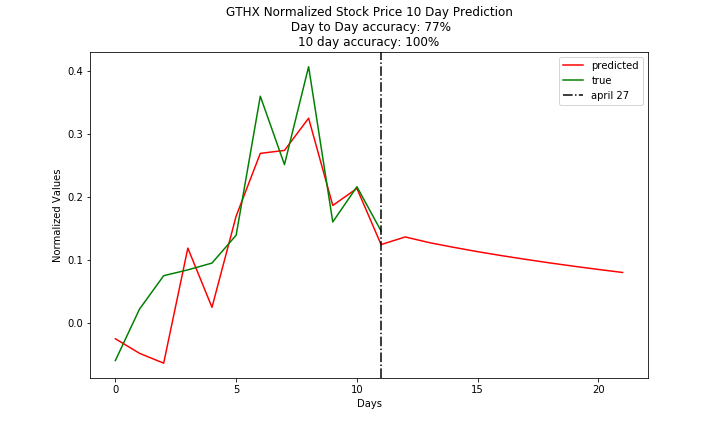 GTHX Normalized Stock Price 10 Day Prediction
Day to Day accuracy: 77%
10 day accuracy: 100%
predicted
true
april 27
Normalized Values
0.4
0.3
0.2
0.1
0.0
0 5 10 15 20
Days